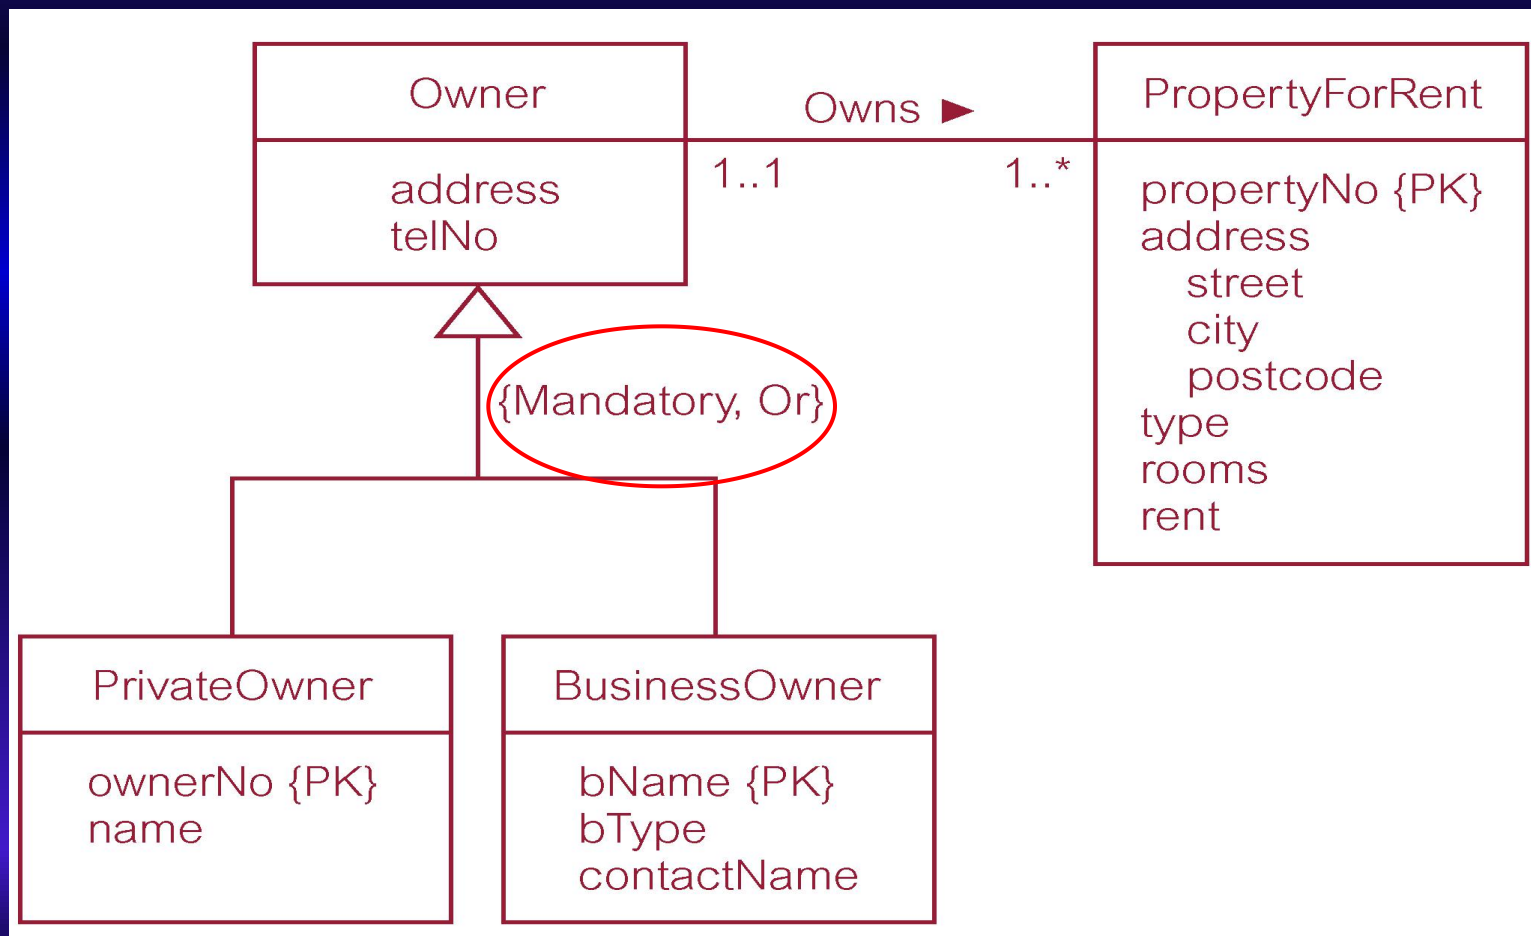 Owner
address
telNo
Owns ►
1..1
1..*
PropertyForRent
propertyNo {PK}
address
street
city
postcode
type
rooms
rent
{Mandatory, Or}
PrivateOwner
ownerNo {PK}
name
BusinessOwner
bName {PK}
bType
contactName